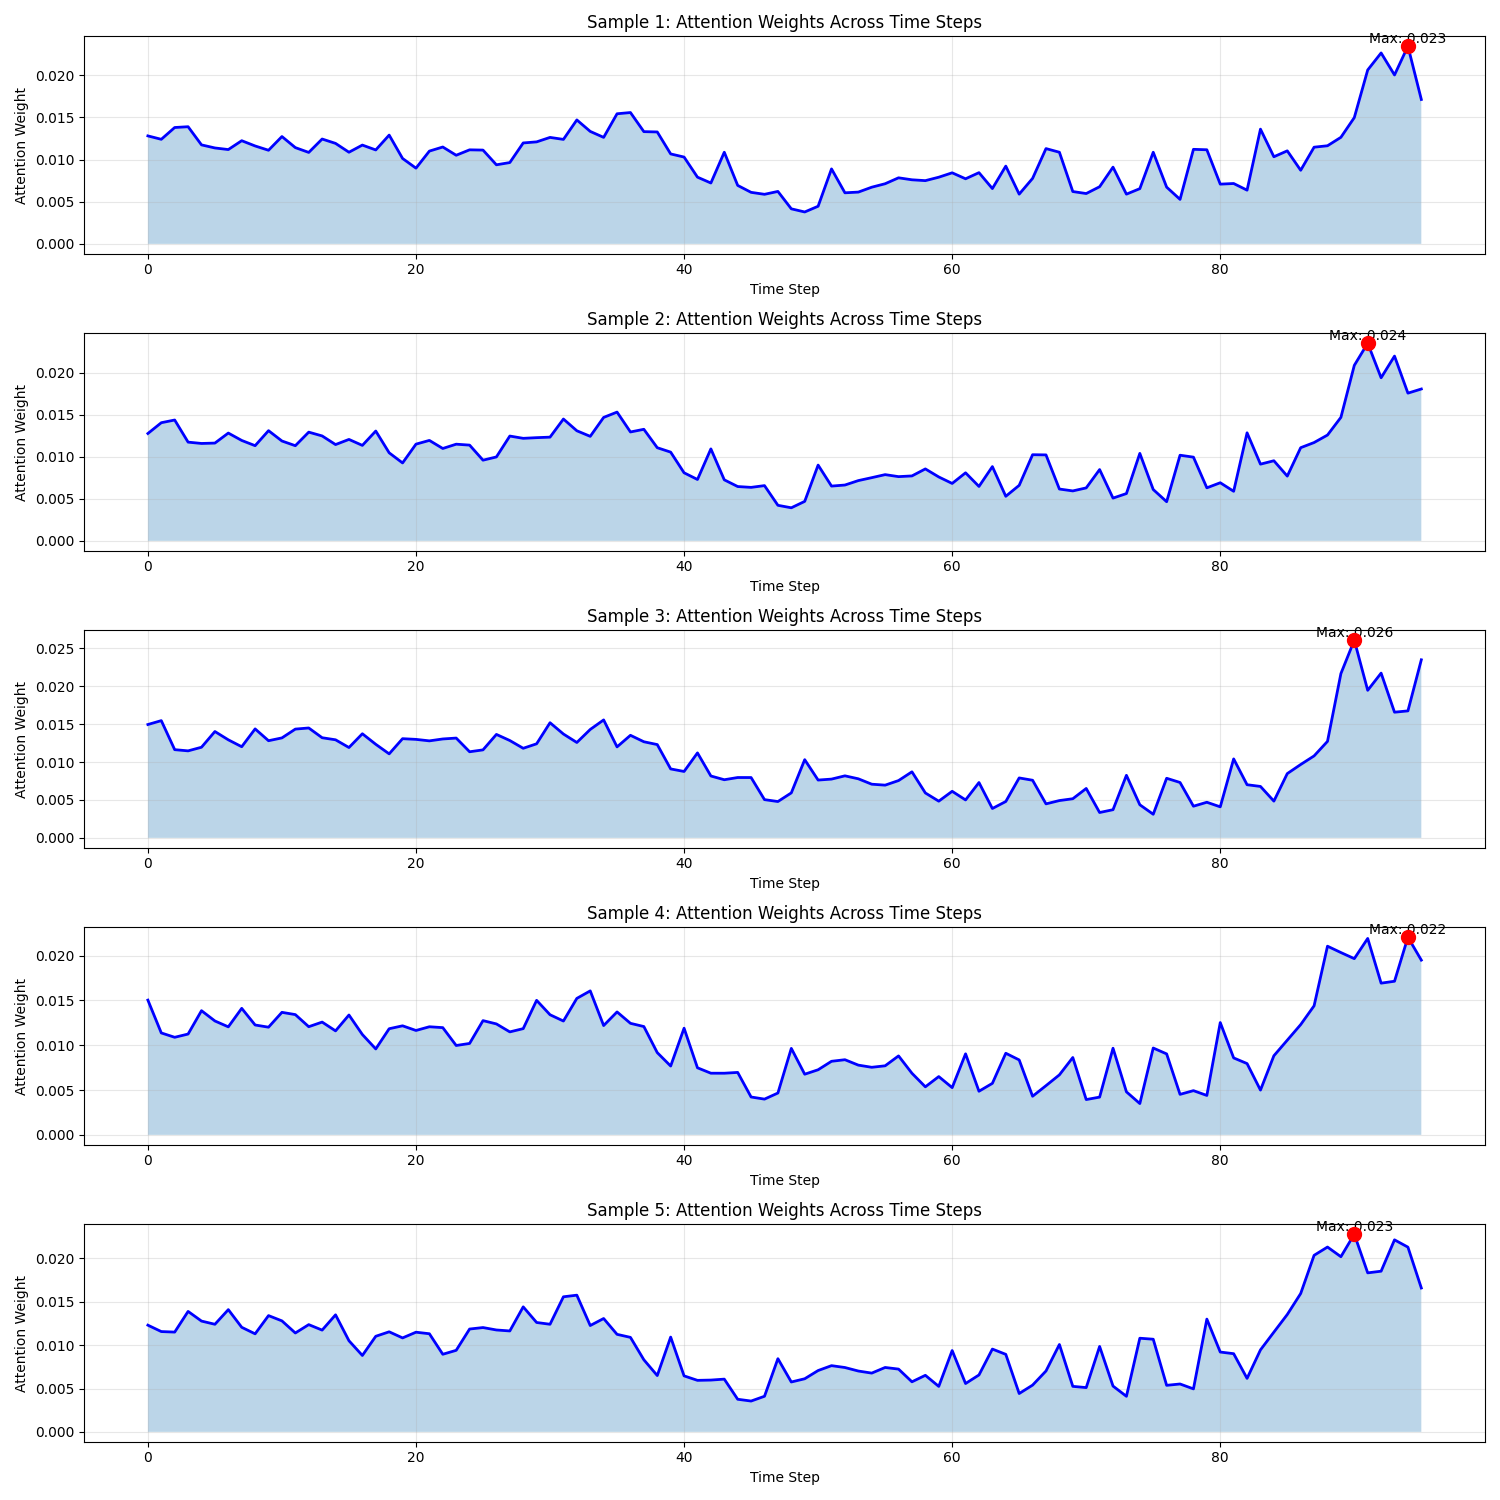 Sample 1: Attention Weights Across Time Steps
Max: 0.023
Attention Weight
0.020
0.015
0.010
0.005
0.000
0 20 40 60 80
Time Step
Sample 2: Attention Weights Across Time Steps
Max: 0.024
Attention Weight
0.020
0.015
0.010
0.005
0.000
0 20 40 60 80
Time Step
Sample 3: Attention Weights Across Time Steps
Max: 0.026
Attention Weight
0.025
0.020
0.015
0.010
0.005
0.000
0 20 40 60 80
Time Step
Sample 4: Attention Weights Across Time Steps
Max: 0.022
Attention Weight
0.020
0.015
0.010
0.005
0.000
0 20 40 60 80
Time Step
Sample 5: Attention Weights Across Time Steps
Max: 0.023
Attention Weight
0.020
0.015
0.010
0.005
0.000
0 20 40 60 80
Time Step